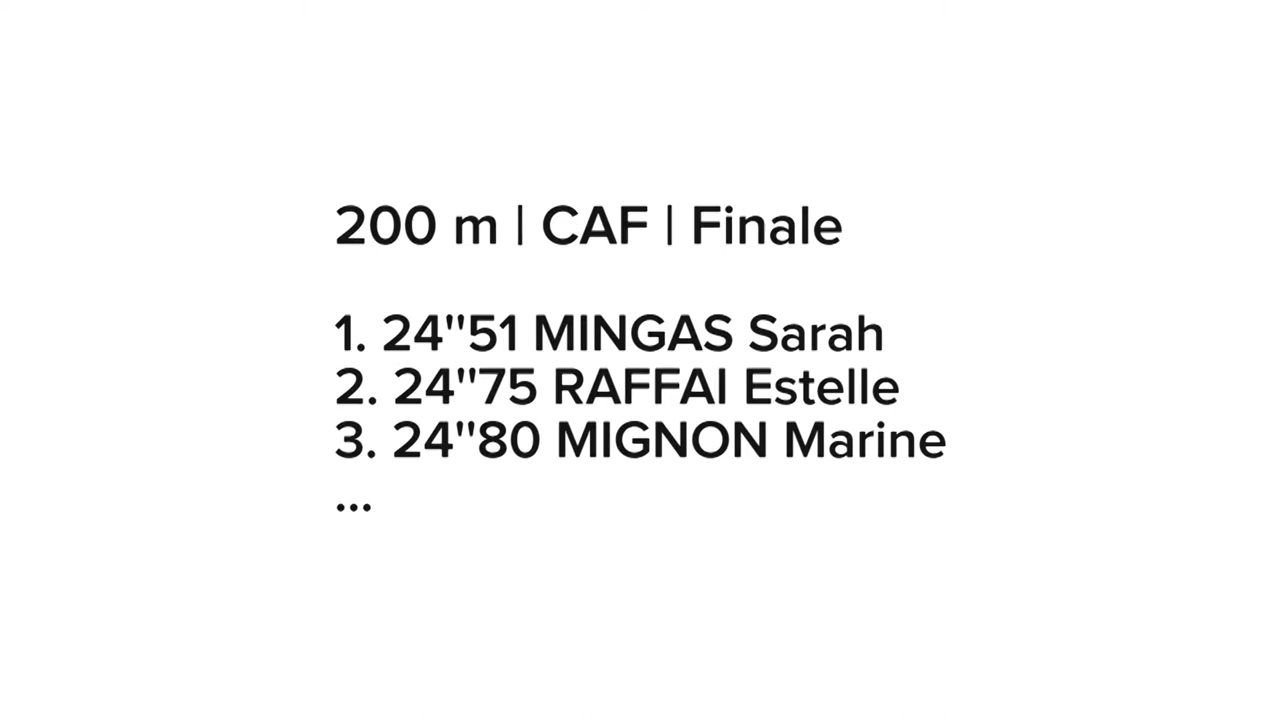 200 m | CAF | Finale
1. 24''51 MINGAS Sarah
2. 24''75 RAFFAI Estelle
3. 24''80 MIGNON Marine
...